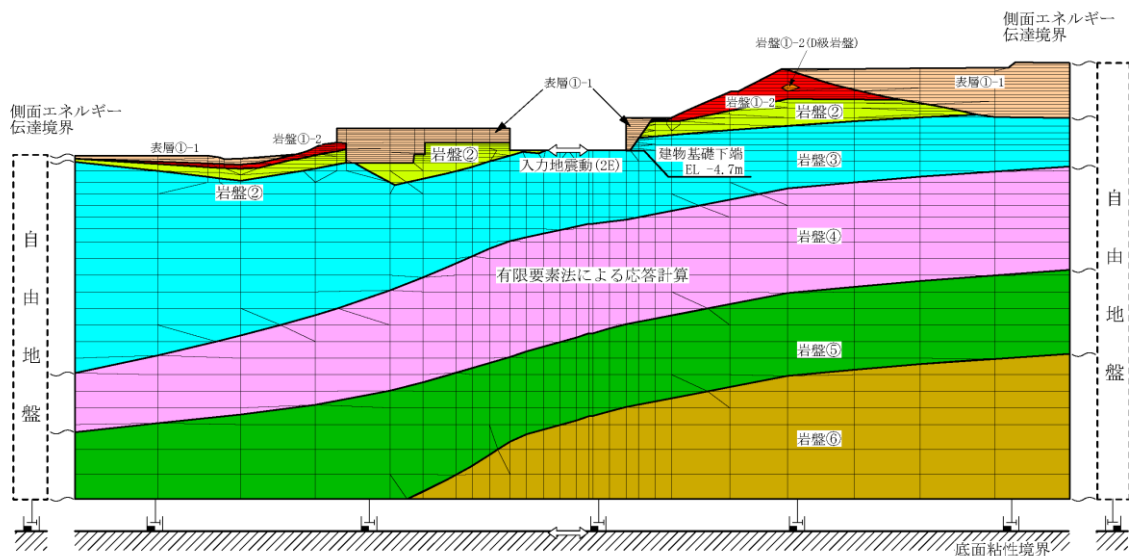 側面エネルギー
伝達境界
岩盤①-2(D級岩盤)
表層①-1
表層①-1
側面エネルギー
伝達境界
岩盤①-2
岩盤②
岩盤①-2
表層①-1
岩盤②
岩盤②
入力地震動(2E)
建物基礎下端
EL -4.7m
岩盤③
自由地盤
自由地盤
岩盤④
有限要素法による応答計算
岩盤⑤
岩盤⑥
底面粘性境界